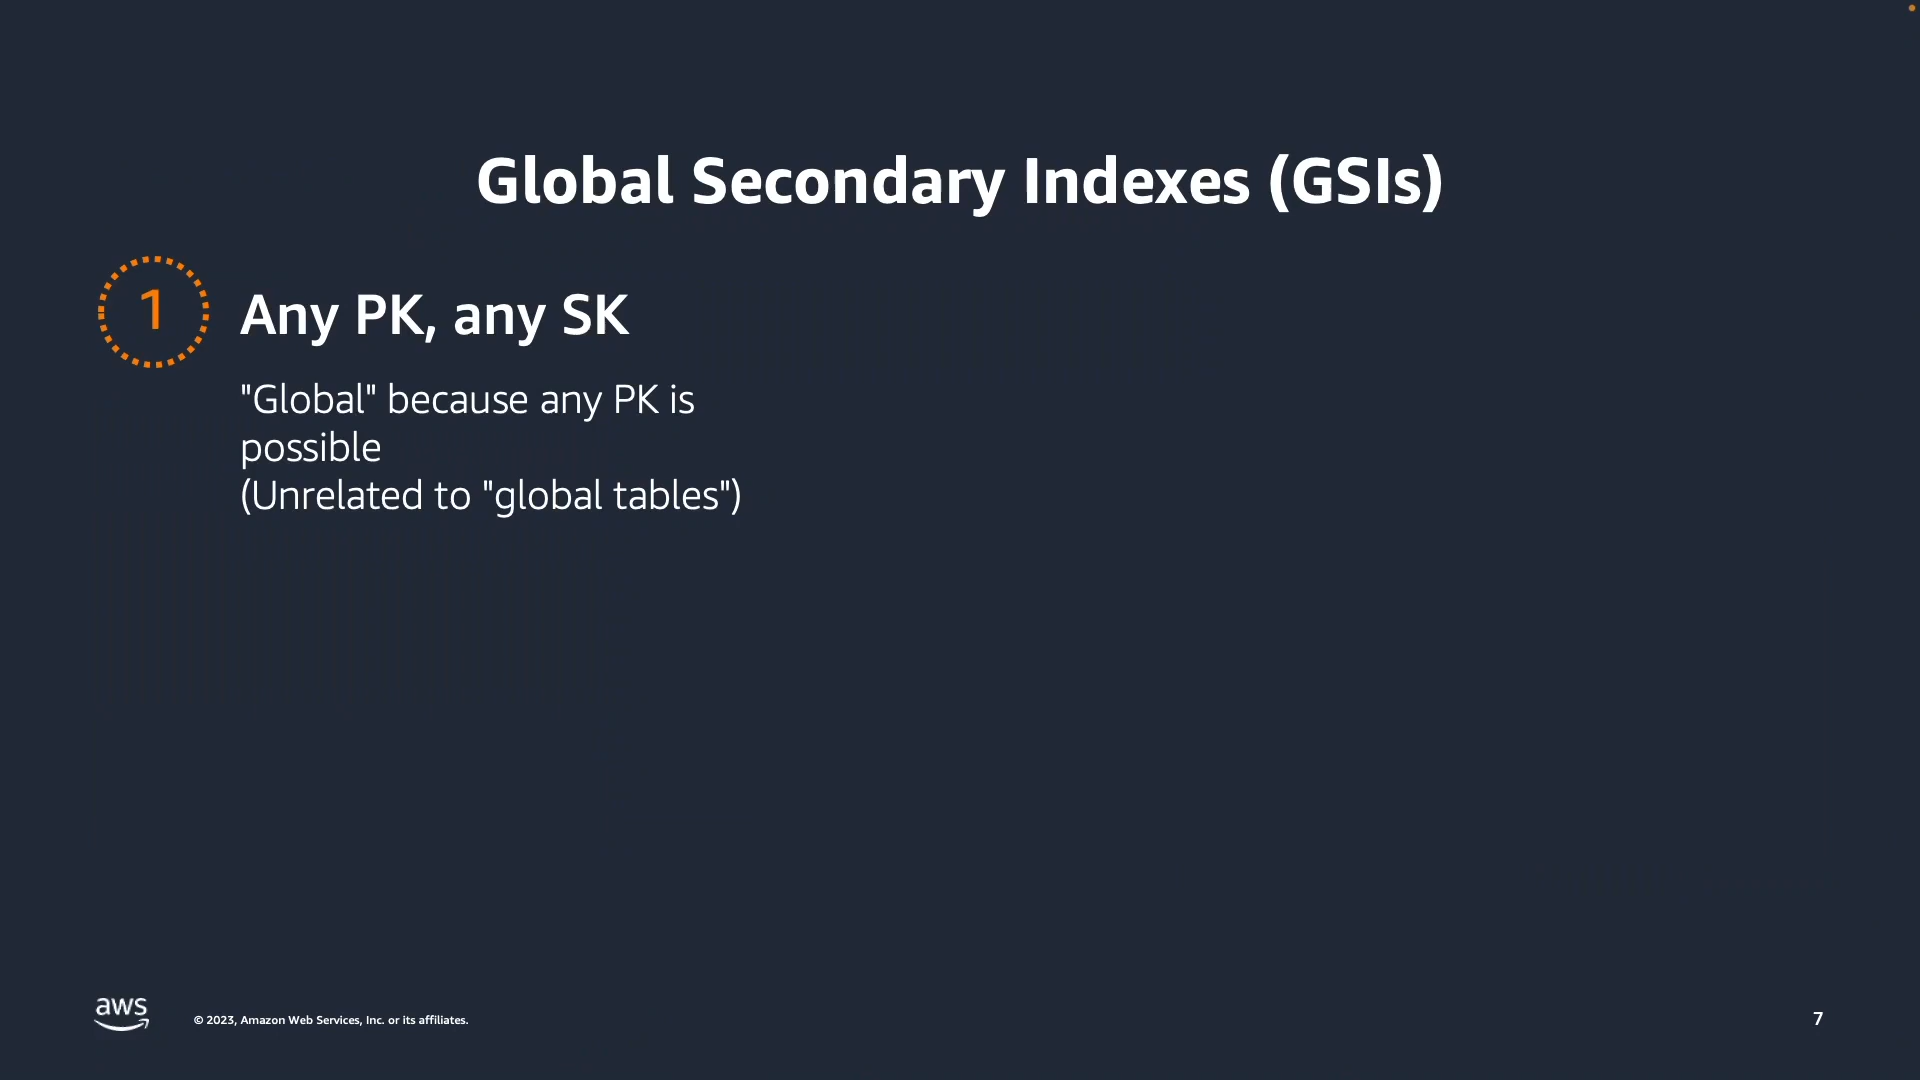 Global Secondary Indexes (GSIs)
1
Any PK, any SK
"Global" because any PK is
possible
(Unrelated to "global tables")
aws
© 2023, Amazon Web Services, Inc. or its affiliates.
7